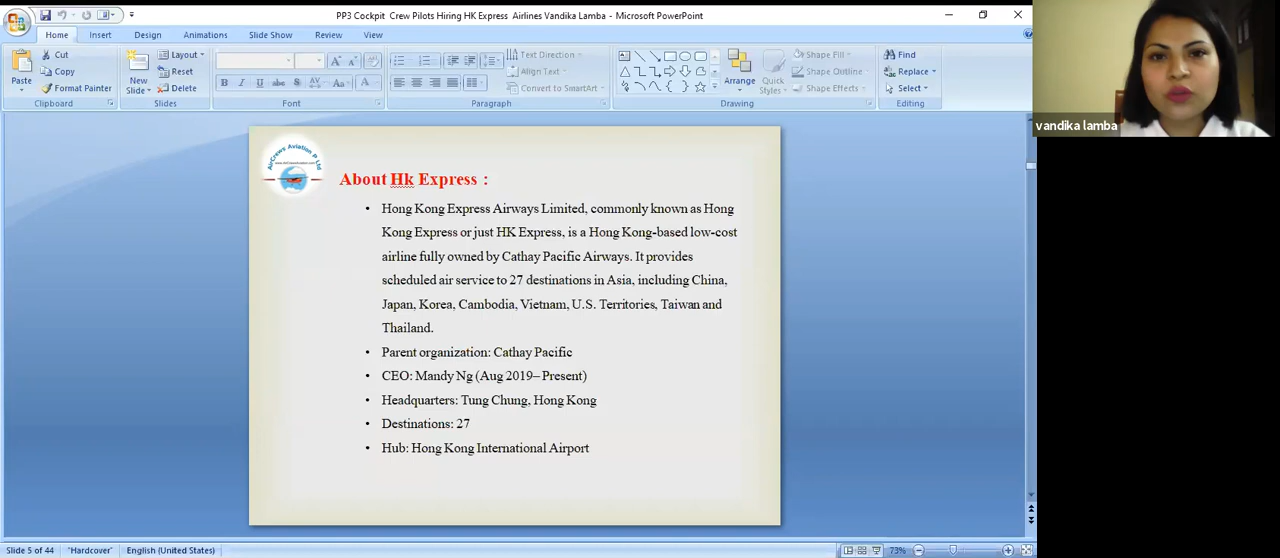 PP3 Cockpit Crew Pilots Hiring HK Express Airlines Vandika Lamba - Microsoft PowerPoint
Home Insert Design Animations Slide Show Review View
Paste
Cut
Copy
Format Painter
Clipboard
New
Slide
Layout
Reset
Delete
Slides
B I U abc S AV Aa A
Font
Text Direction
Align Text
Convert to SmartArt
Paragraph
Arrange
Quick
Styles
Shape Fill
Shape Outline
Shape Effects
Drawing
Find
Replace
Select
Editing
vandika lamba
AirCrews Aviation P Ltd
About Hk Express :
• Hong Kong Express Airways Limited, commonly known as Hong
Kong Express or just HK Express, is a Hong Kong-based low-cost
airline fully owned by Cathay Pacific Airways. It provides
scheduled air service to 27 destinations in Asia, including China,
Japan, Korea, Cambodia, Vietnam, U.S. Territories, Taiwan and
Thailand.
• Parent organization: Cathay Pacific
• CEO: Mandy Ng (Aug 2019– Present)
• Headquarters: Tung Chung, Hong Kong
• Destinations: 27
• Hub: Hong Kong International Airport
Slide 5 of 44 "Hardcover" English (United States) 73%